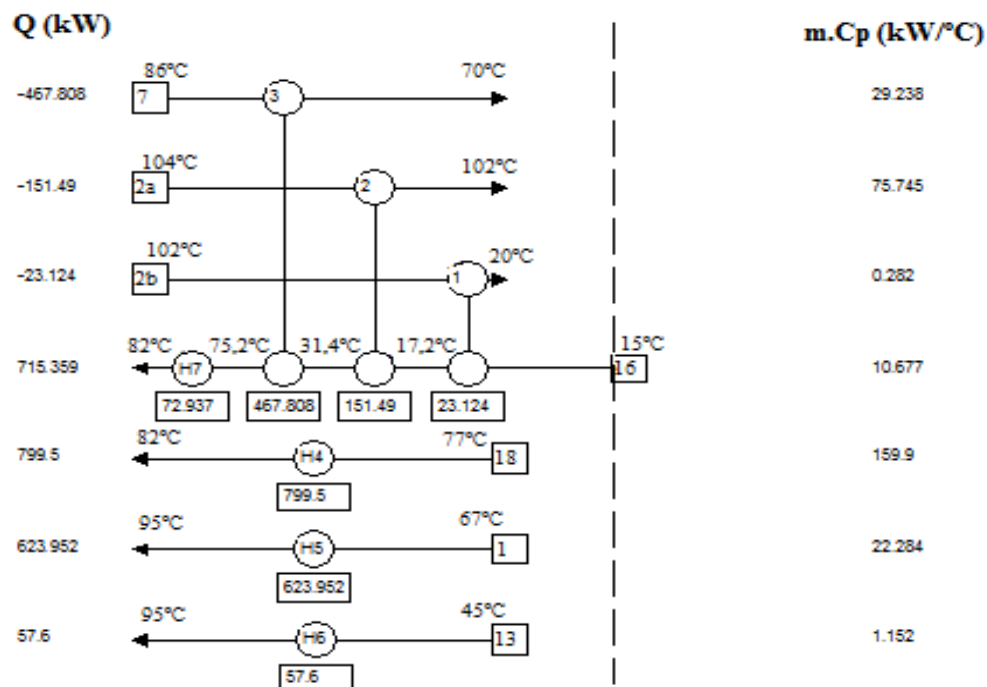 Q (kW)
m.Cp (kW/°C)
86°C 70°C
-467.808 7 3 29.238
104°C 102°C
-151.49 2a 2 75.745
102°C 20°C
-23.124 2b 1 0.282
82°C 75,2°C 31,4°C 17,2°C 15°C
715.359 H7 16 10.677
72.937 467.808 151.49 23.124
82°C 77°C
799.5 H4 18 159.9
799.5
95°C 67°C
623.952 H5 1 22.284
623.952
95°C 45°C
57.6 H6 13 1.152
57.6